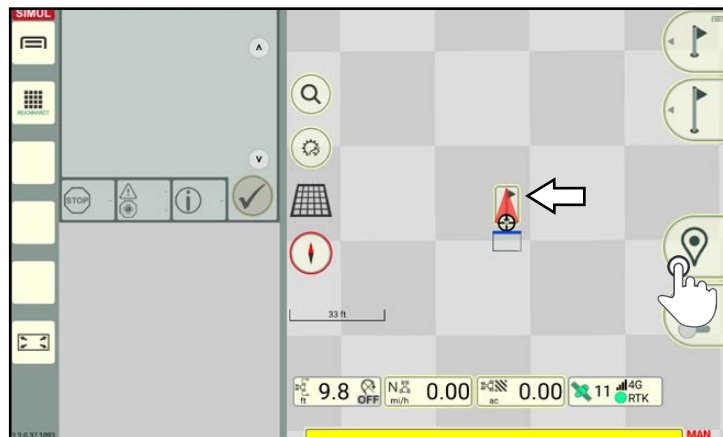 SIMUL
REICHHARDT
STOP
33 ft
ft 9.8 OFF
N mi/h 0.00
ac 0.00
11 4G
RTK
MAN